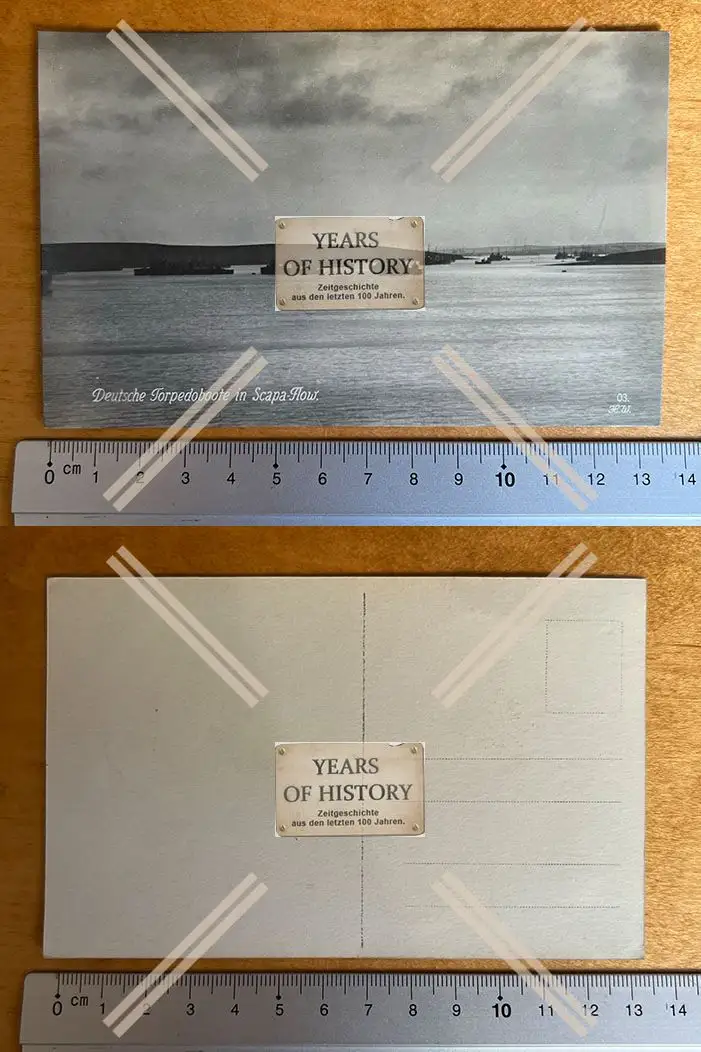 YEARS
OF HISTORY
Zeitgeschichte
aus den letzten 100 Jahren.
Deutsche Torpedoboote in Scapa-Flow.
03.
H.W.
0 cm 1 2 3 4 5 6 7 8 9 10 11 12 13 14
YEARS
OF HISTORY
Zeitgeschichte
aus den letzten 100 Jahren.
0 cm 1 2 3 4 5 6 7 8 9 10 11 12 13 14